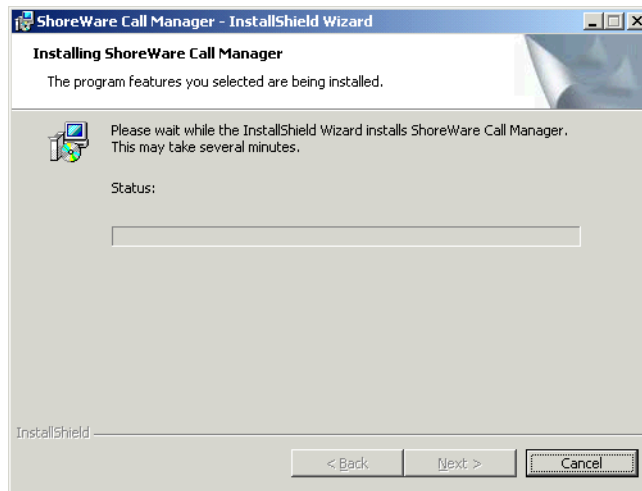 ShoreWare Call Manager - InstallShield Wizard
Installing ShoreWare Call Manager
The program features you selected are being installed.
Please wait while the InstallShield Wizard installs ShoreWare Call Manager.
This may take several minutes.
Status:
InstallShield
< Back
Next >
Cancel